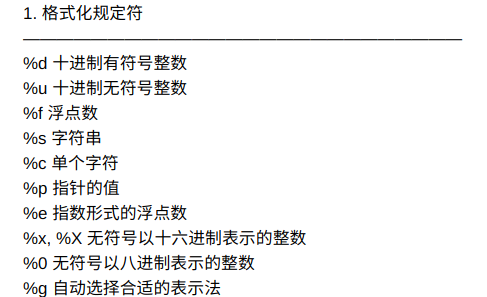 1. 格式化规定符
——————————————————————————
%d 十进制有符号整数
%u 十进制无符号整数
%f 浮点数
%s 字符串
%c 单个字符
%p 指针的值
%e 指数形式的浮点数
%x, %X 无符号以十六进制表示的整数
%0 无符号以八进制表示的整数
%g 自动选择合适的表示法